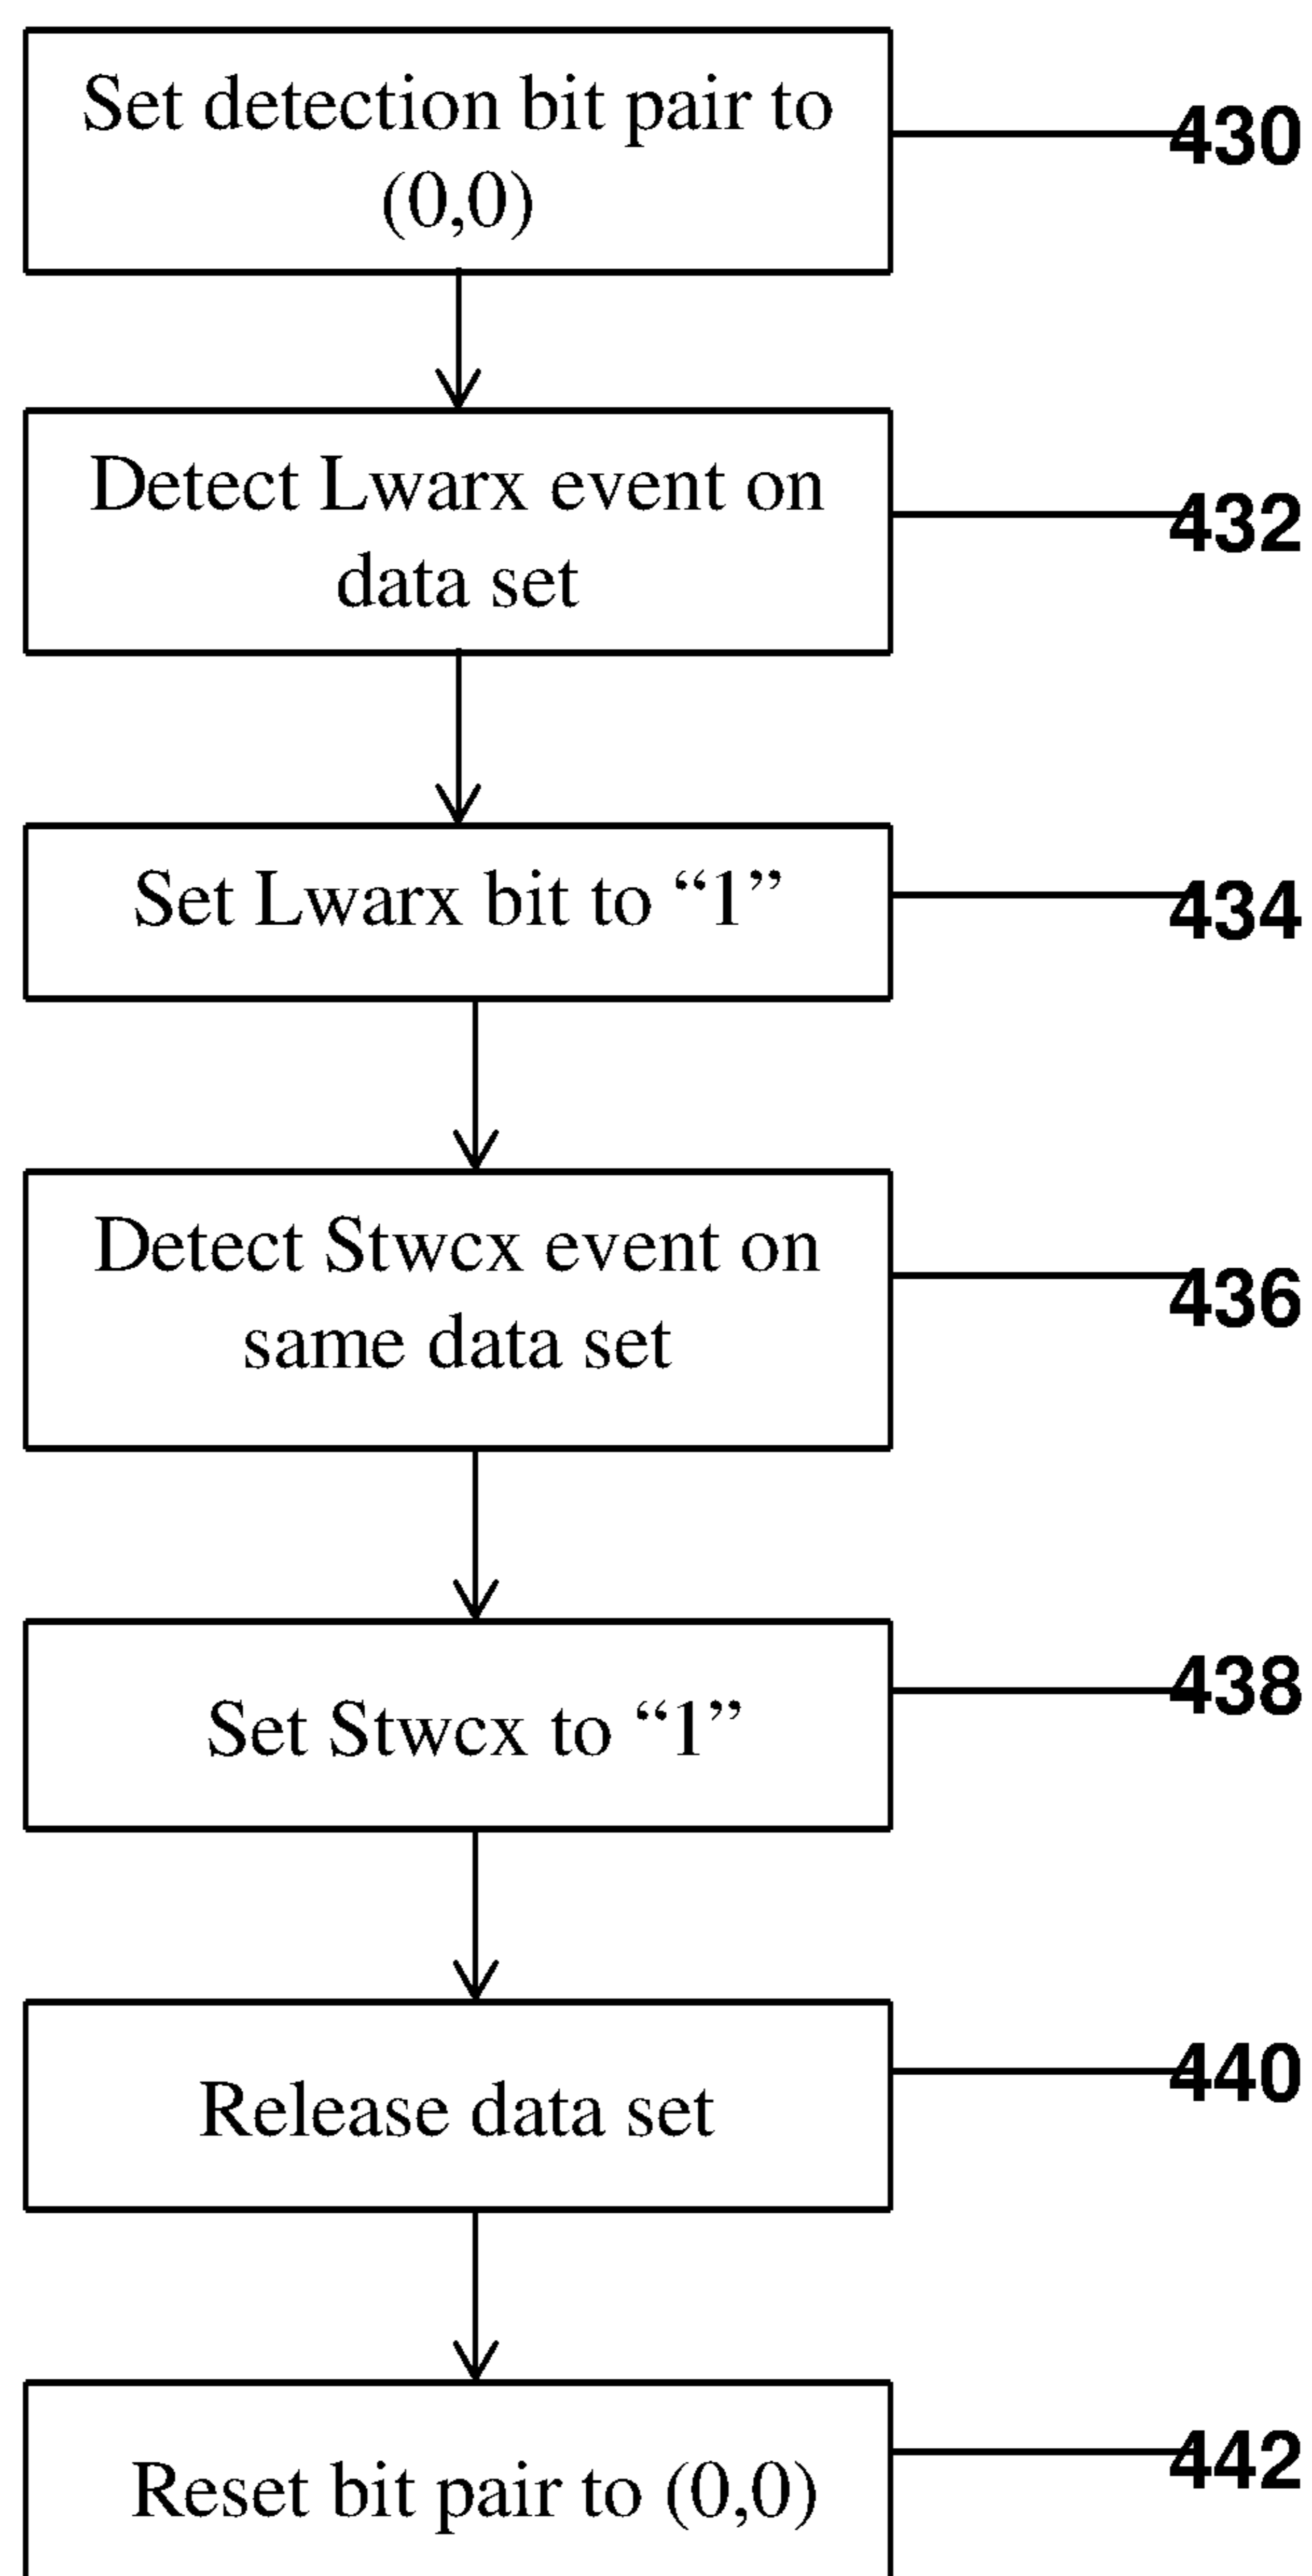 Set detection bit pair to
(0,0)
430
Detect Lwarx event on
data set
432
Set Lwarx bit to “1”
434
Detect Stwcx event on
same data set
436
Set Stwcx to “1”
438
Release data set
440
Reset bit pair to (0,0)
442